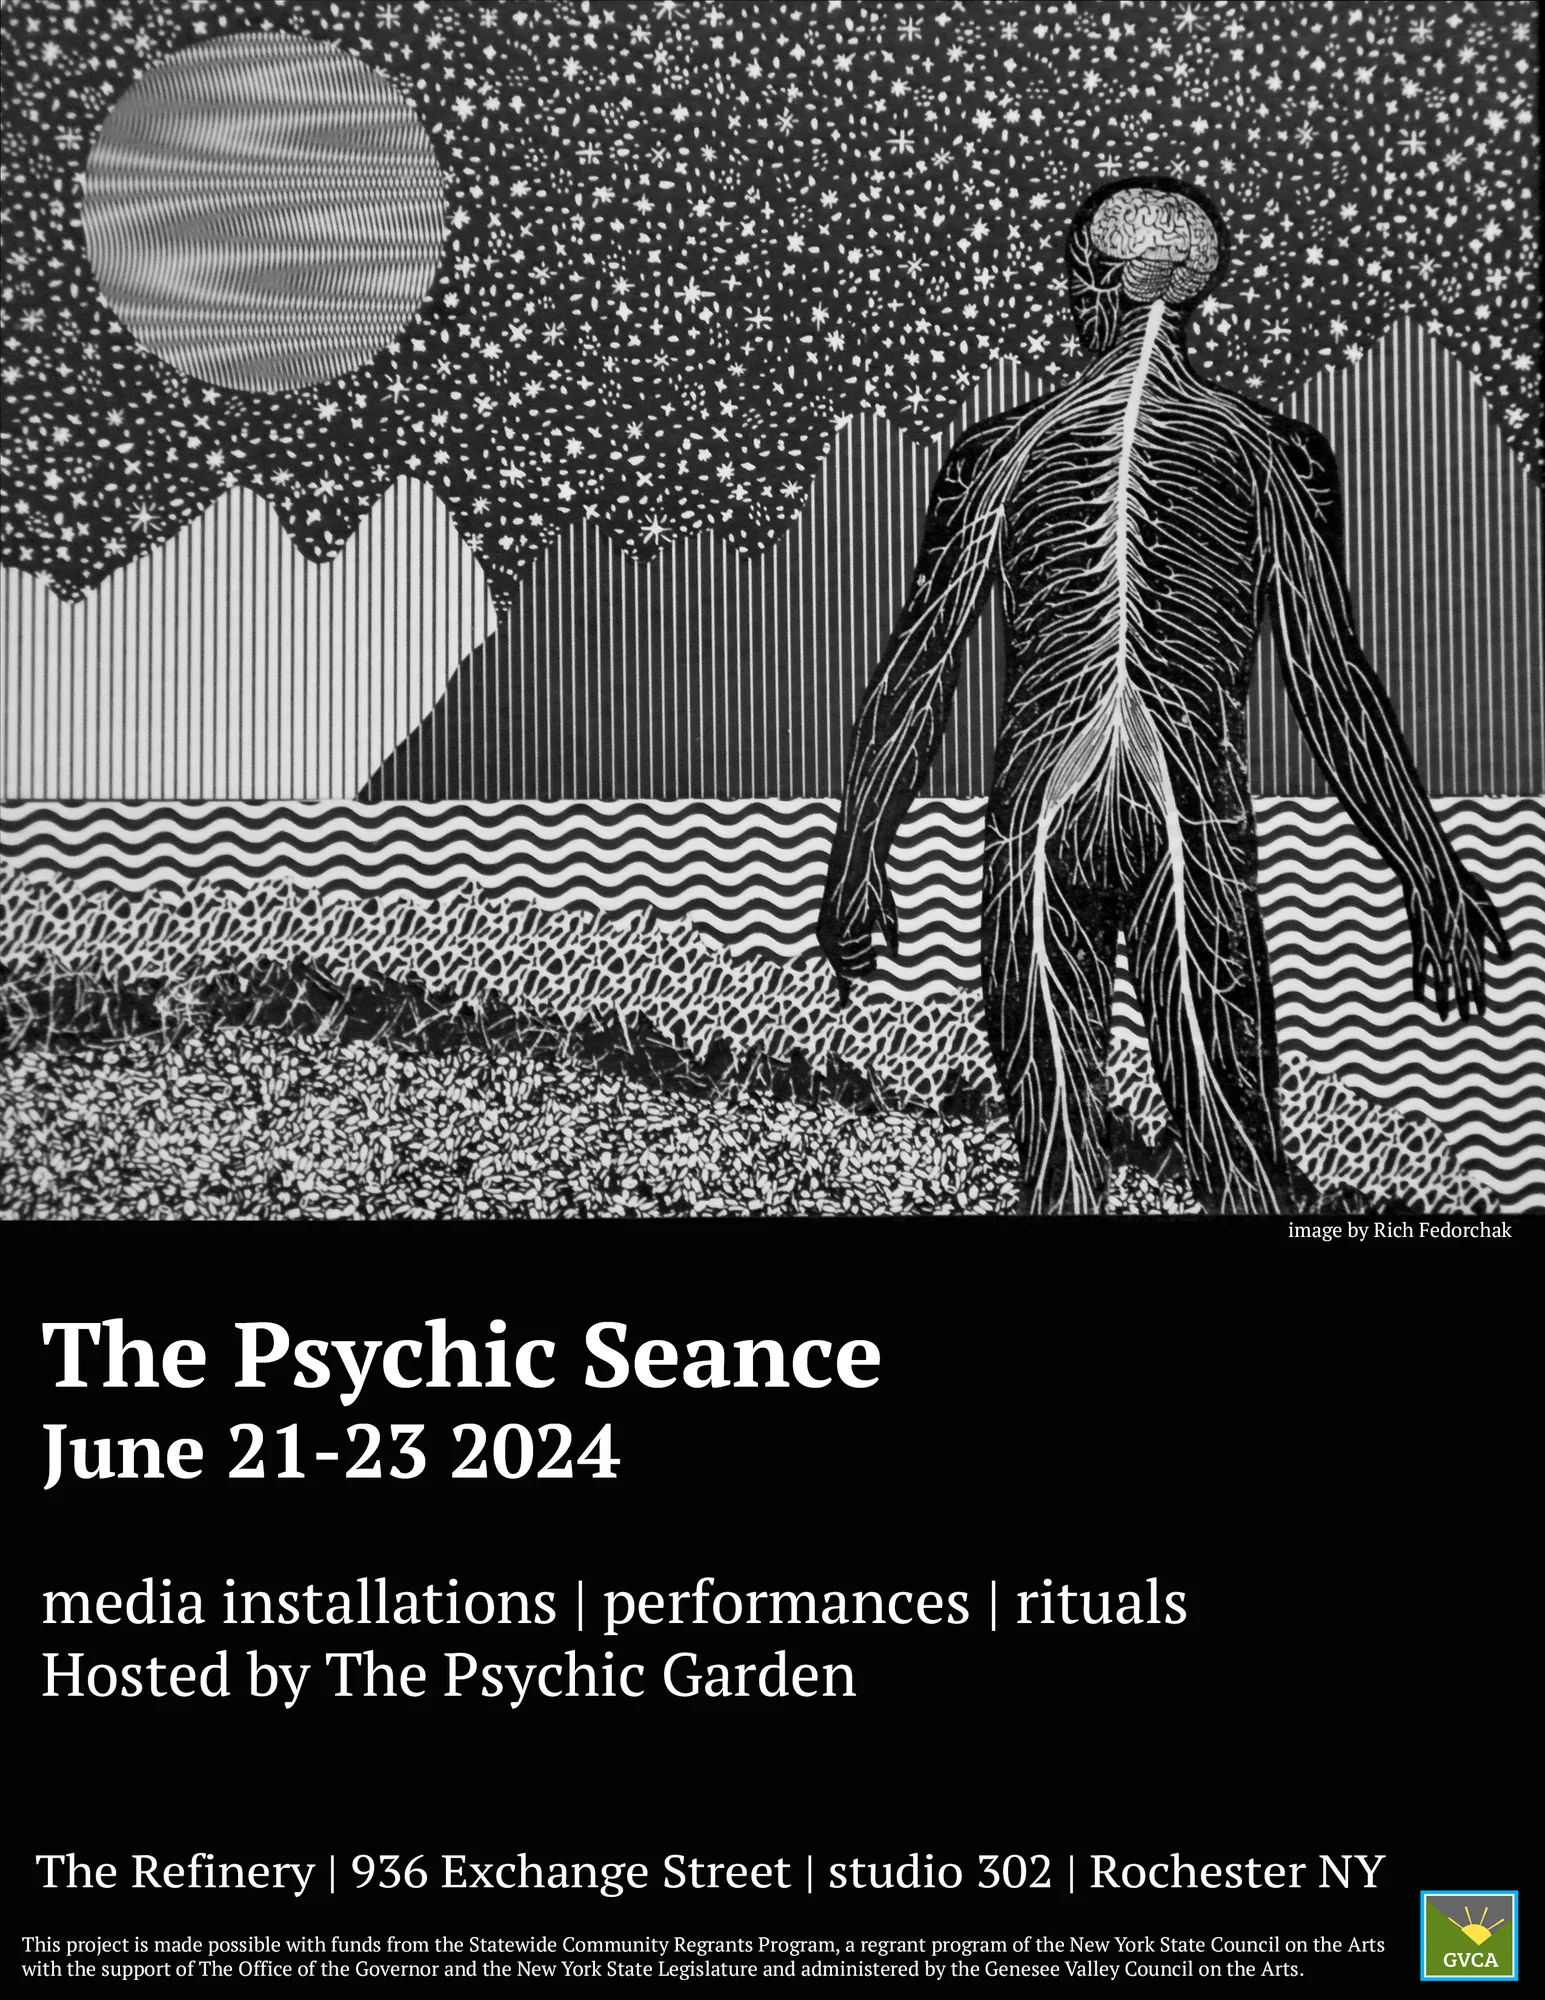 image by Rich Fedorchak
The Psychic Seance
June 21-23 2024
media installations | performances | rituals
Hosted by The Psychic Garden
The Refinery | 936 Exchange Street | studio 302 | Rochester NY
This project is made possible with funds from the Statewide Community Regrants Program, a regrant program of the New York State Council on the Arts
with the support of The Office of the Governor and the New York State Legislature and administered by the Genesee Valley Council on the Arts.
GVCA